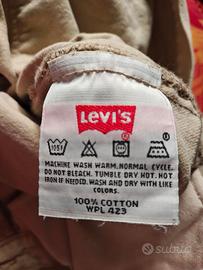 LEVI'S
MACHINE WASH WARM. NORMAL CYCLE.
DO NOT BLEACH. TUMBLE DRY HOT. HOT
IRON IF NEEDED. WASH AND DRY WITH LIKE
COLORS.
100% COTTON
WPL 423
subito